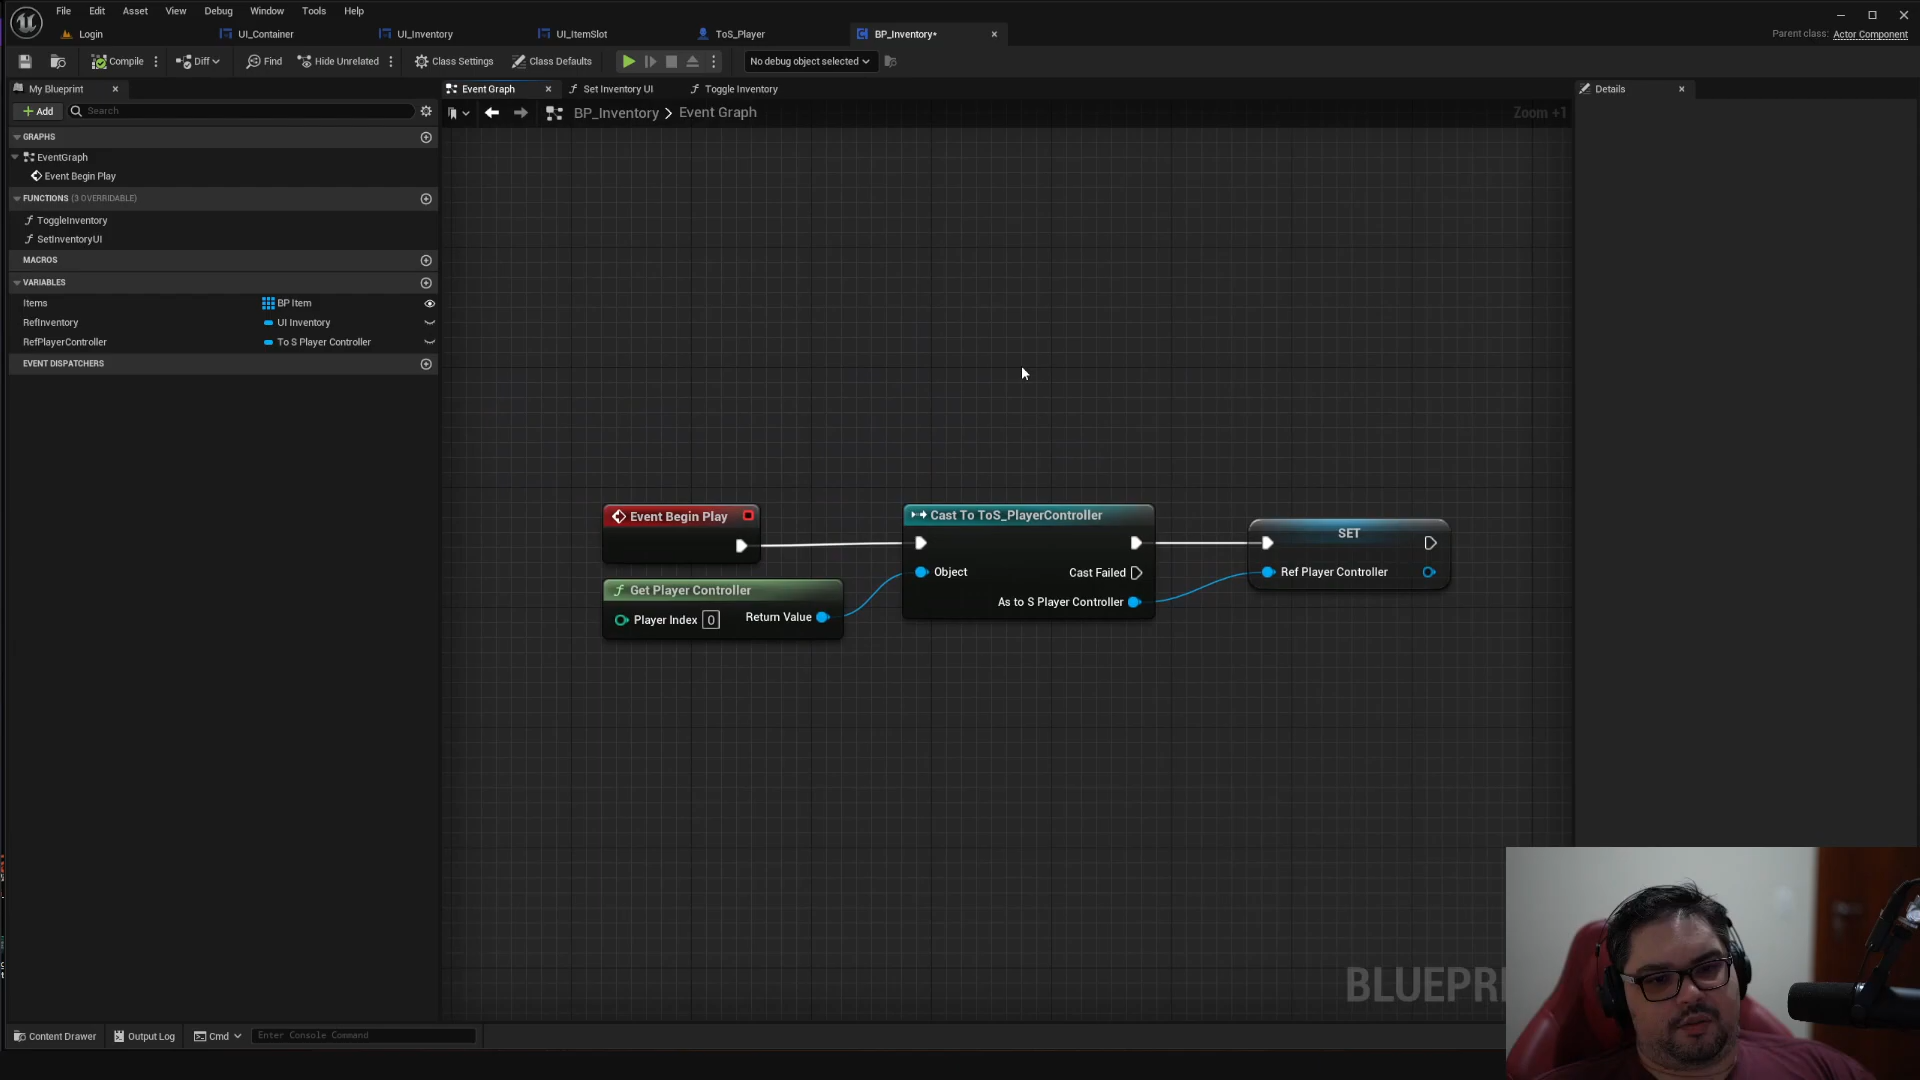 File Edit Asset View Debug Window Tools Help
Login UI_Container UI_Inventory UI_ItemSlot ToS_Player BP_Inventory*
Parent class: Actor Component
Compile Diff Find Hide Unrelated Class Settings Class Defaults No debug object selected
My Blueprint
Event Graph Set Inventory UI Toggle Inventory
Details
Add Search
BP_Inventory > Event Graph
Zoom +1
GRAPHS
EventGraph
Event Begin Play
FUNCTIONS (3 OVERRIDABLE)
ToggleInventory
SetInventoryUI
MACROS
VARIABLES
Items BP Item
RefInventory UI Inventory
RefPlayerController To S Player Controller
EVENT DISPATCHERS
Event Begin Play
Get Player Controller
Player Index 0 Return Value
Cast To ToS_PlayerController
Object
Cast Failed
As to S Player Controller
SET
Ref Player Controller
BLUEPRI
Content Drawer Output Log Cmd Enter Console Command